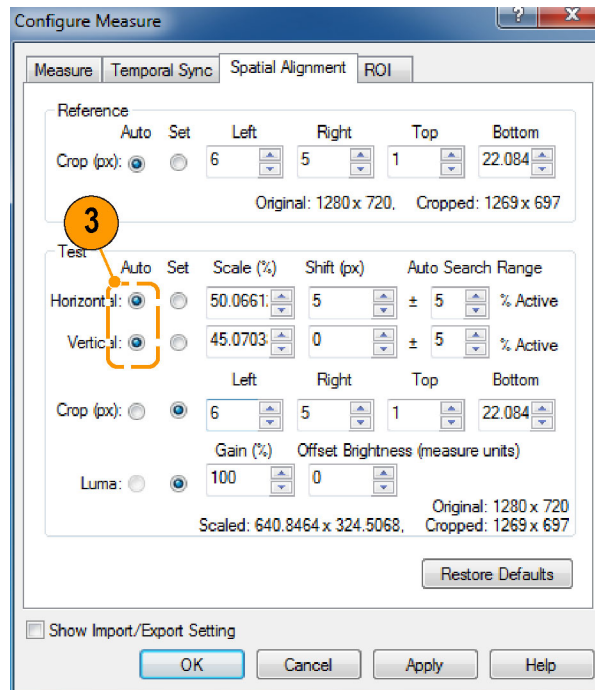 Configure Measure
Measure Temporal Sync Spatial Alignment ROI
Reference
Auto Set Left Right Top Bottom
Crop (px): 6 5 1 22.084
Original: 1280 x 720, Cropped: 1269 x 697
3
Test
Auto Set Scale (%) Shift (px) Auto Search Range
Horizontal: 50.0661 5 ± 5 % Active
Vertical: 45.0703 0 ± 5 % Active
Left Right Top Bottom
Crop (px): 6 5 1 22.084
Gain (%) Offset Brightness (measure units)
Luma: 100 0
Original: 1280 x 720
Scaled: 640.8464 x 324.5068, Cropped: 1269 x 697
Restore Defaults
Show Import/Export Setting
OK Cancel Apply Help